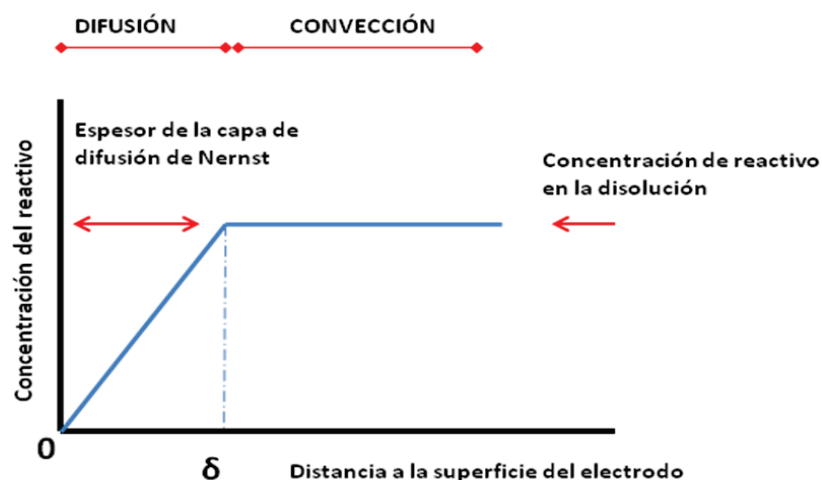 DIFUSIÓN
CONVECCIÓN
Espesor de la capa de
difusión de Nernst
Concentración de reactivo
en la disolución
Concentración del reactivo
0
δ
Distancia a la superficie del electrodo